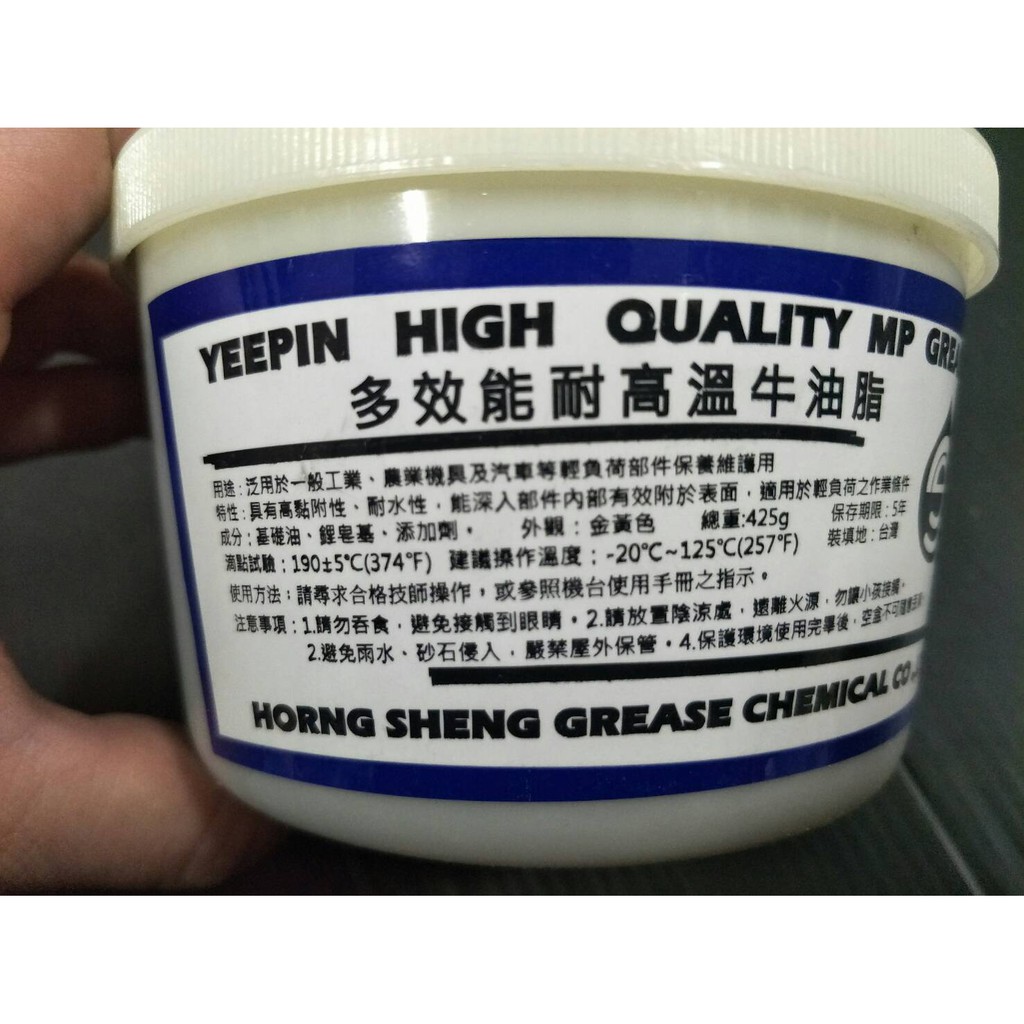 YEEPIN HIGH QUALITY MP
多效能耐高溫牛油脂
用途：泛用於一般工業、農業機具及汽車等輕負荷部件保養維護用
特性：具有高黏附性、耐水性，能深入部件內部有效附於表面，適用於輕負荷之作業條件
成分：基礎油、鋰皂基、添加劑。 外觀：金黃色 總重:425g 保存期限：5年
滴點試驗：190±5℃(374℉) 建議操作溫度：-20℃~125℃(257℉) 裝填地：台灣
使用方法：請尋求合格技師操作，或參照機台使用手冊之指示。
注意事項：1.請勿吞食，避免接觸到眼睛。2.請放置陰涼處，遠離火源，勿讓小孩接觸。
2.避免雨水、砂石侵入，嚴禁屋外保管。4.保護環境使用完畢後，空盒不可隨意
HORNG SHENG GREASE CHEMICAL CO